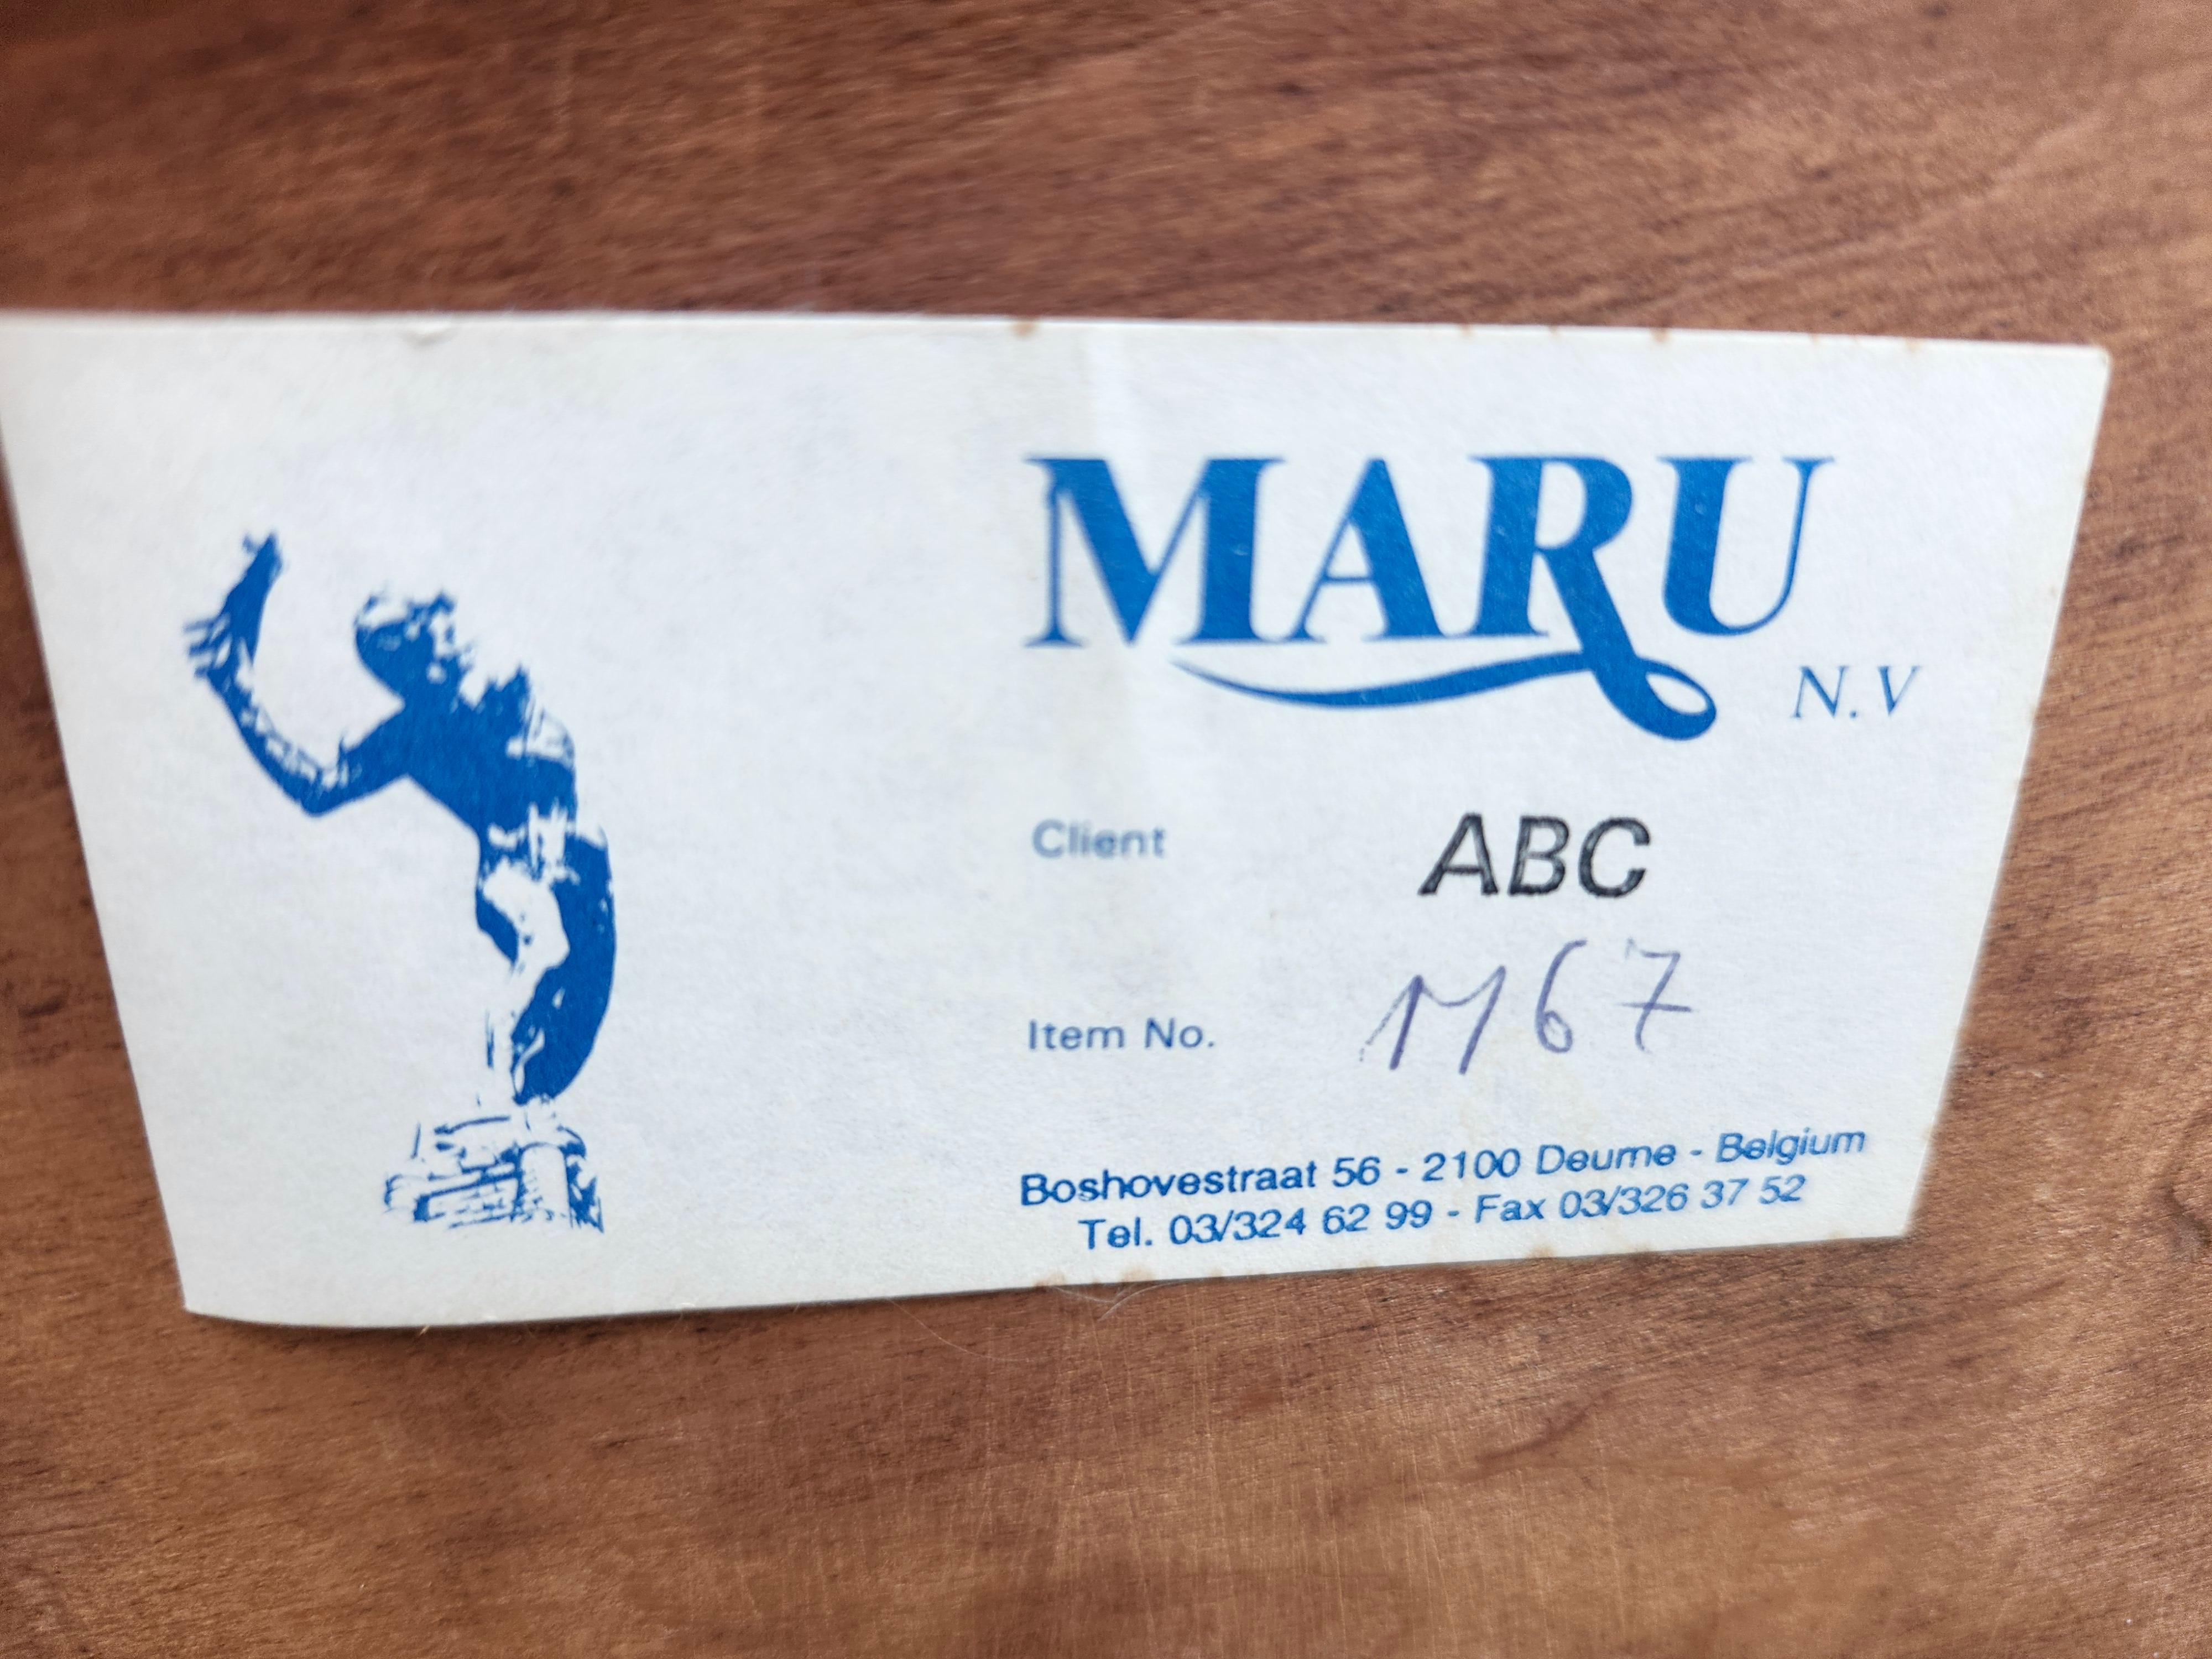 MARU
N.V
Client ABC
Item No. M67
Boshovestraat 56 - 2100 Deurne - Belgium
Tel. 03/324 62 99 - Fax 03/326 37 52